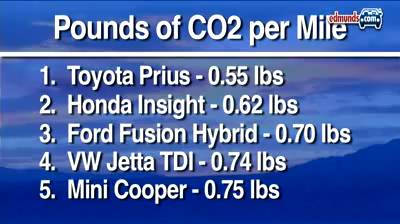 Pounds of CO2 per Mile
edmunds.com
1. Toyota Prius - 0.55 lbs
2. Honda Insight - 0.62 lbs
3. Ford Fusion Hybrid - 0.70 lbs
4. VW Jetta TDI - 0.74 lbs
5. Mini Cooper - 0.75 lbs